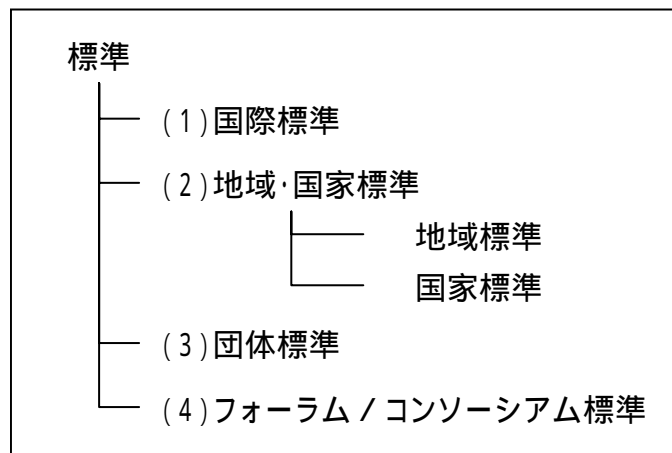 標準
(1)国際標準
(2)地域・国家標準
地域標準
国家標準
(3)団体標準
(4)フォーラム/コンソーシアム標準